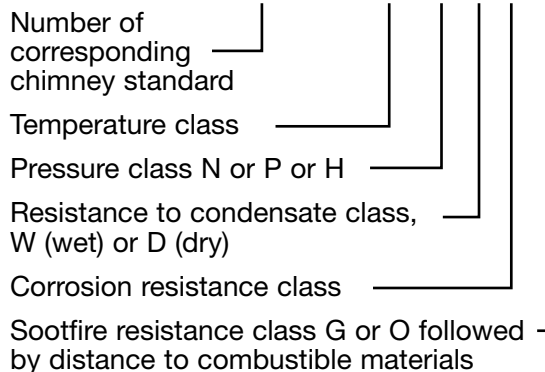 Number of
corresponding
chimney standard
Temperature class
Pressure class N or P or H
Resistance to condensate class,
W (wet) or D (dry)
Corrosion resistance class
Sootfire resistance class G or O followed
by distance to combustible materials